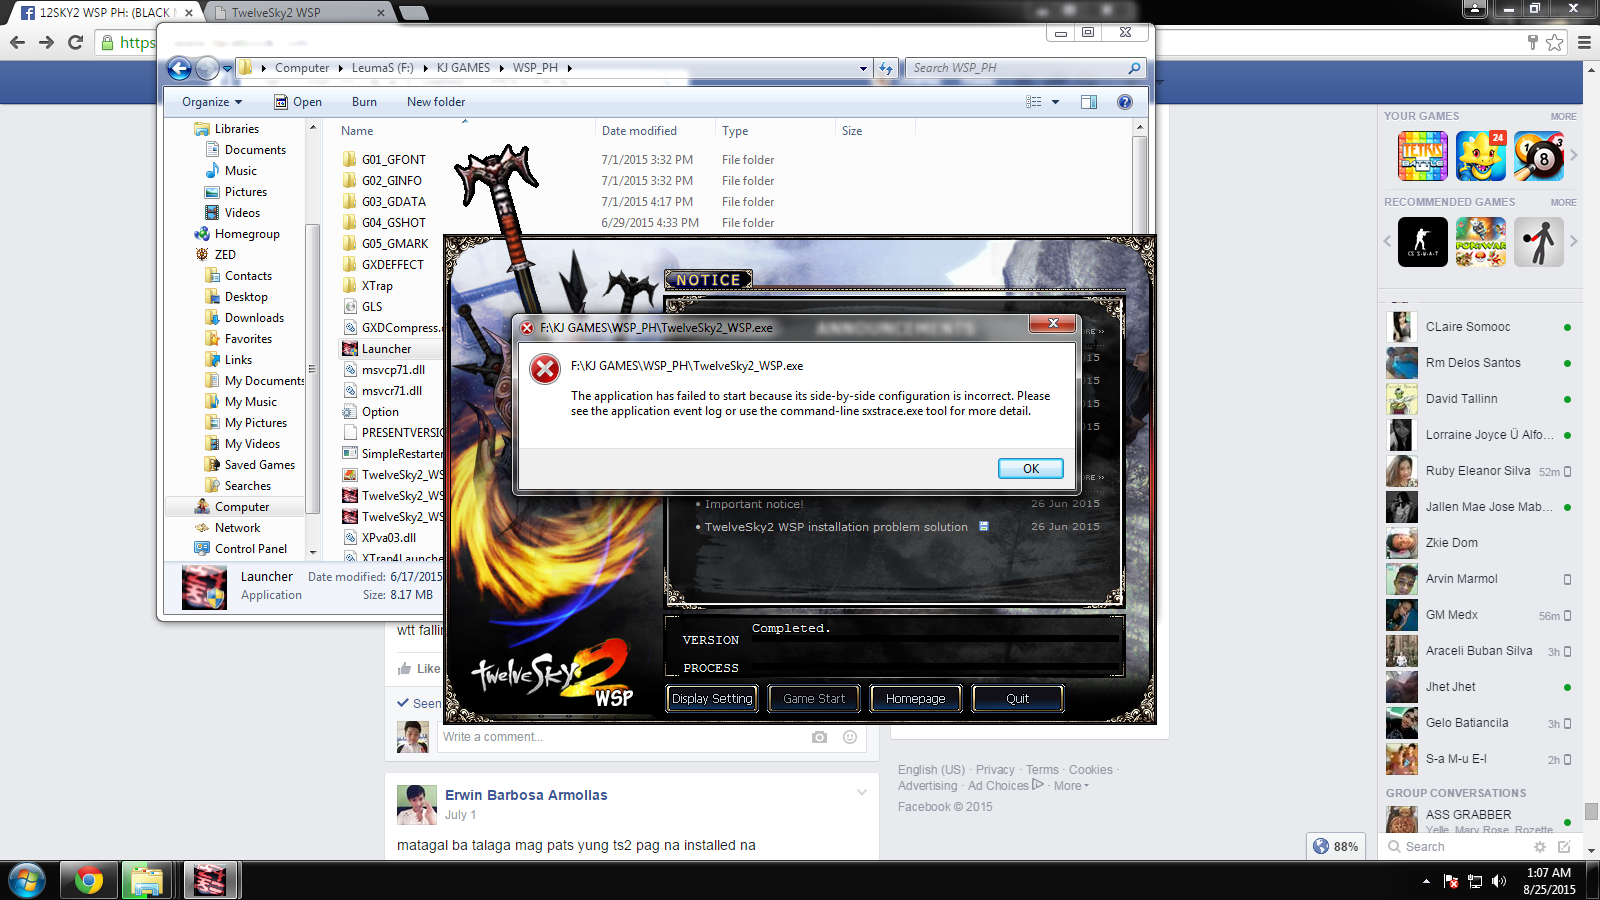 12SKY2 WSP PH: (BLACK
TwelveSky2 WSP
https
Computer
LeumaS (F:)
KJ GAMES
WSP_PH
Search WSP_PH
Organize
Open
Burn
New folder
Name
Date modified
Type
Size
Libraries
Documents
Music
Pictures
Videos
Homegroup
ZED
Contacts
Desktop
Downloads
Favorites
Links
My Documents
My Music
My Pictures
My Videos
Saved Games
Searches
Computer
Network
Control Panel
G01_GFONT 7/1/2015 3:32 PM File folder
G02_GINFO 7/1/2015 3:32 PM File folder
G03_GDATA 7/1/2015 4:17 PM File folder
G04_GSHOT 6/29/2015 4:33 PM File folder
G05_GMARK
GXDEFFECT
XTrap
GLS
GXDCompress.
Launcher
msvcp71.dll
msvcr71.dll
Option
PRESENTVERSIO
SimpleRestarter
TwelveSky2_WS
TwelveSky2_WS
TwelveSky2_WS
XPva03.dll
XTrap4Launche
Launcher Date modified: 6/17/2015
Application Size: 8.17 MB
NOTICE
ANNOUNCEMENTS
F:\KJ GAMES\WSP_PH\TwelveSky2_WSP.exe
F:\KJ GAMES\WSP_PH\TwelveSky2_WSP.exe
The application has failed to start because its side-by-side configuration is incorrect. Please
see the application event log or use the command-line sxstrace.exe tool for more detail.
OK
Important notice! 26 Jun 2015
TwelveSky2 WSP installation problem solution 26 Jun 2015
Completed.
VERSION
PROCESS
TwelveSky2
WSP
Display Setting
Game Start
Homepage
Quit
wtt fallin
Like
Seen
Write a comment...
Erwin Barbosa Armollas
July 1
matagal ba talaga mag pats yung ts2 pag na installed na
English (US) · Privacy · Terms · Cookies ·
Advertising · Ad Choices · More
Facebook © 2015
YOUR GAMES MORE
TETRIS
BATTLE
24
8
3
RECOMMENDED GAMES MORE
CS S-W-A-T
CLaire Somooc
Rm Delos Santos
David Tallinn
Lorraine Joyce Ü Alfo...
Ruby Eleanor Silva 52m
Jallen Mae Jose Mab...
Zkie Dom
Arvin Marmol
GM Medx 56m
Araceli Buban Silva 3h
Jhet Jhet
Gelo Batiancila 3h
S-a M-u E-l 2h
GROUP CONVERSATIONS
ASS GRABBER
Yelle, Mary Rose, Rozette
Search
88%
1:07 AM
8/25/2015